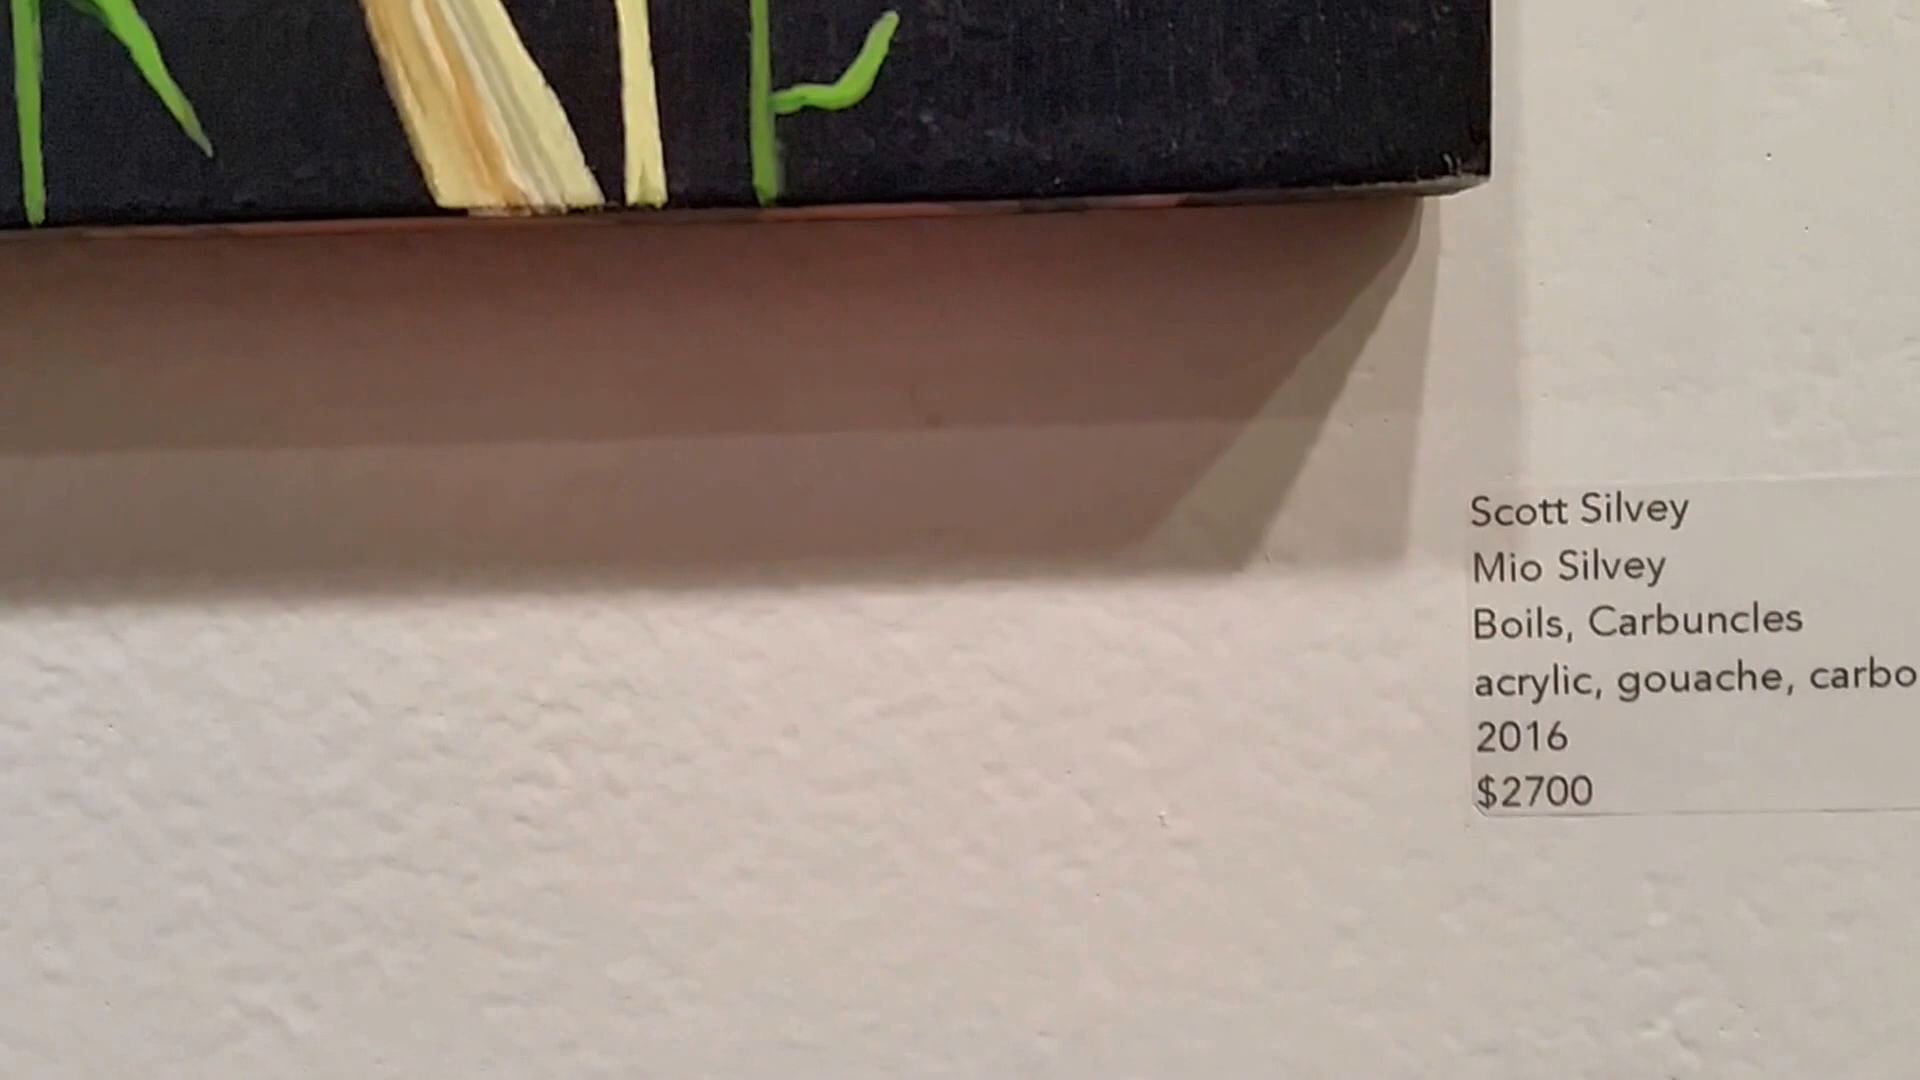 Scott Silvey
Mio Silvey
Boils, Carbuncles
acrylic, gouache, carbo
2016
$2700